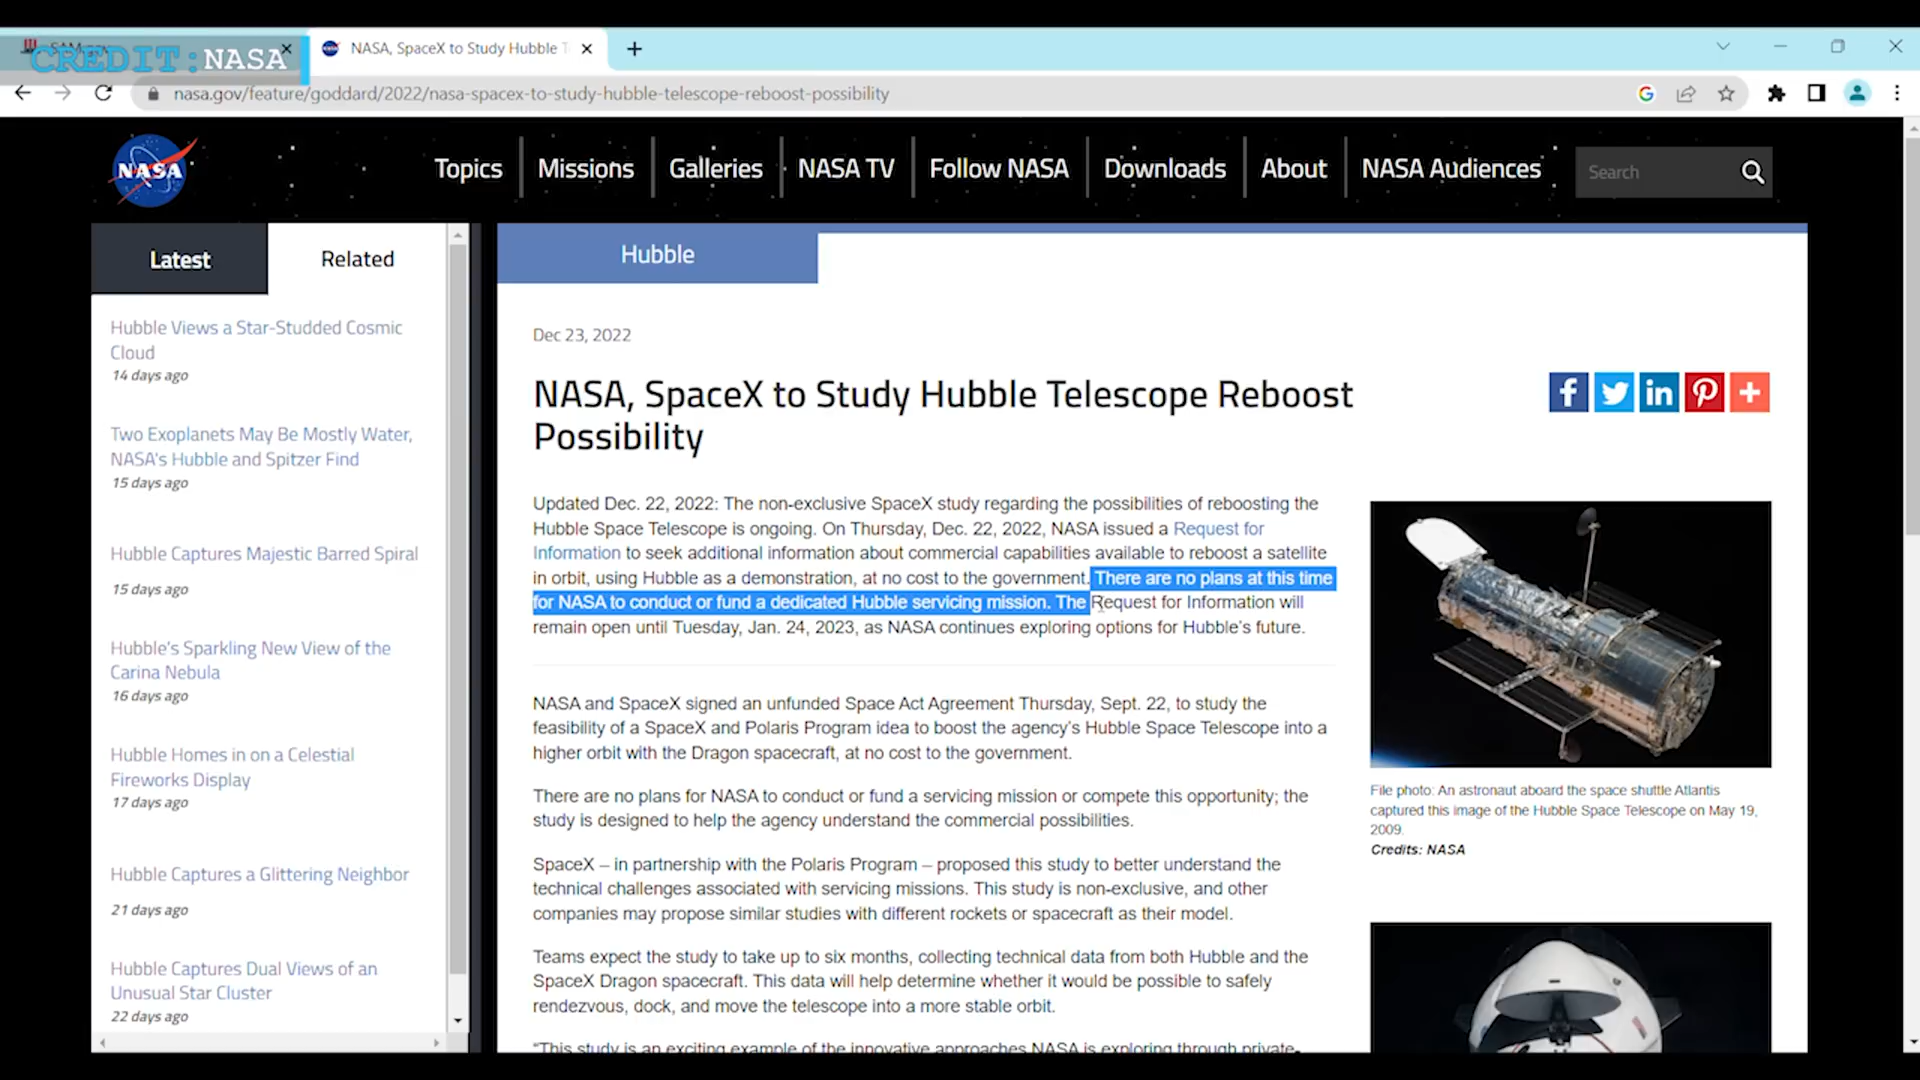 CREDIT:NASA
NASA, SpaceX to Study Hubble T
nasa.gov/feature/goddard/2022/nasa-spacex-to-study-hubble-telescope-reboost-possibility
NASA
Topics
Missions
Galleries
NASA TV
Follow NASA
Downloads
About
NASA Audiences
Search
Latest
Related
Hubble Views a Star-Studded Cosmic
Cloud
14 days ago
Two Exoplanets May Be Mostly Water,
NASA's Hubble and Spitzer Find
15 days ago
Hubble Captures Majestic Barred Spiral
15 days ago
Hubble's Sparkling New View of the
Carina Nebula
16 days ago
Hubble Homes in on a Celestial
Fireworks Display
17 days ago
Hubble Captures a Glittering Neighbor
21 days ago
Hubble Captures Dual Views of an
Unusual Star Cluster
22 days ago
Hubble
Dec 23, 2022
NASA, SpaceX to Study Hubble Telescope Reboost
Possibility
Updated Dec. 22, 2022: The non-exclusive SpaceX study regarding the possibilities of reboosting the
Hubble Space Telescope is ongoing. On Thursday, Dec. 22, 2022, NASA issued a Request for
Information to seek additional information about commercial capabilities available to reboost a satellite
in orbit, using Hubble as a demonstration, at no cost to the government. There are no plans at this time
for NASA to conduct or fund a dedicated Hubble servicing mission. The Request for Information will
remain open until Tuesday, Jan. 24, 2023, as NASA continues exploring options for Hubble's future.
NASA and SpaceX signed an unfunded Space Act Agreement Thursday, Sept. 22, to study the
feasibility of a SpaceX and Polaris Program idea to boost the agency's Hubble Space Telescope into a
higher orbit with the Dragon spacecraft, at no cost to the government.
There are no plans for NASA to conduct or fund a servicing mission or compete this opportunity; the
study is designed to help the agency understand the commercial possibilities.
SpaceX – in partnership with the Polaris Program – proposed this study to better understand the
technical challenges associated with servicing missions. This study is non-exclusive, and other
companies may propose similar studies with different rockets or spacecraft as their model.
Teams expect the study to take up to six months, collecting technical data from both Hubble and the
SpaceX Dragon spacecraft. This data will help determine whether it would be possible to safely
rendezvous, dock, and move the telescope into a more stable orbit.
"This study is an exciting example of the innovative approaches NASA is exploring through private-
File photo: An astronaut aboard the space shuttle Atlantis
captured this image of the Hubble Space Telescope on May 19,
2009.
Credits: NASA